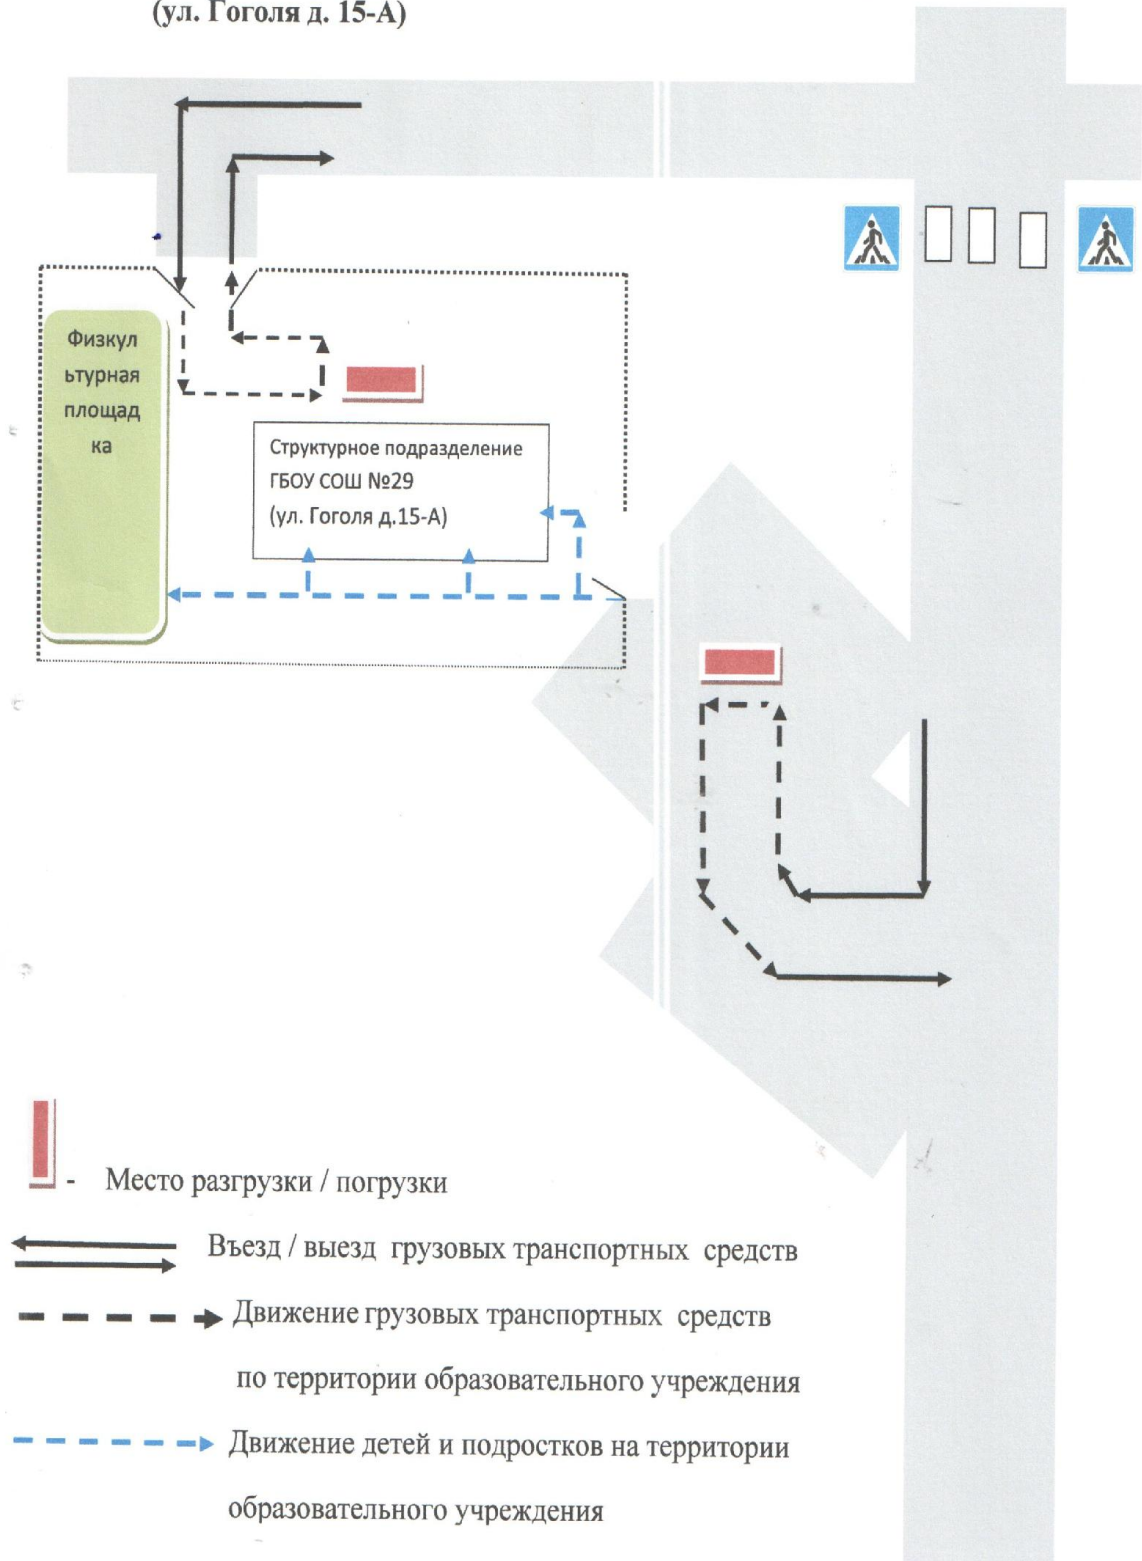 (ул. Гоголя д. 15-А)
Физкул
ьтурная
площад
ка
Структурное подразделение
ГБОУ СОШ №29
(ул. Гоголя д.15-А)
- Место разгрузки / погрузки
Въезд / выезд грузовых транспортных средств
Движение грузовых транспортных средств
по территории образовательного учреждения
Движение детей и подростков на территории
образовательного учреждения